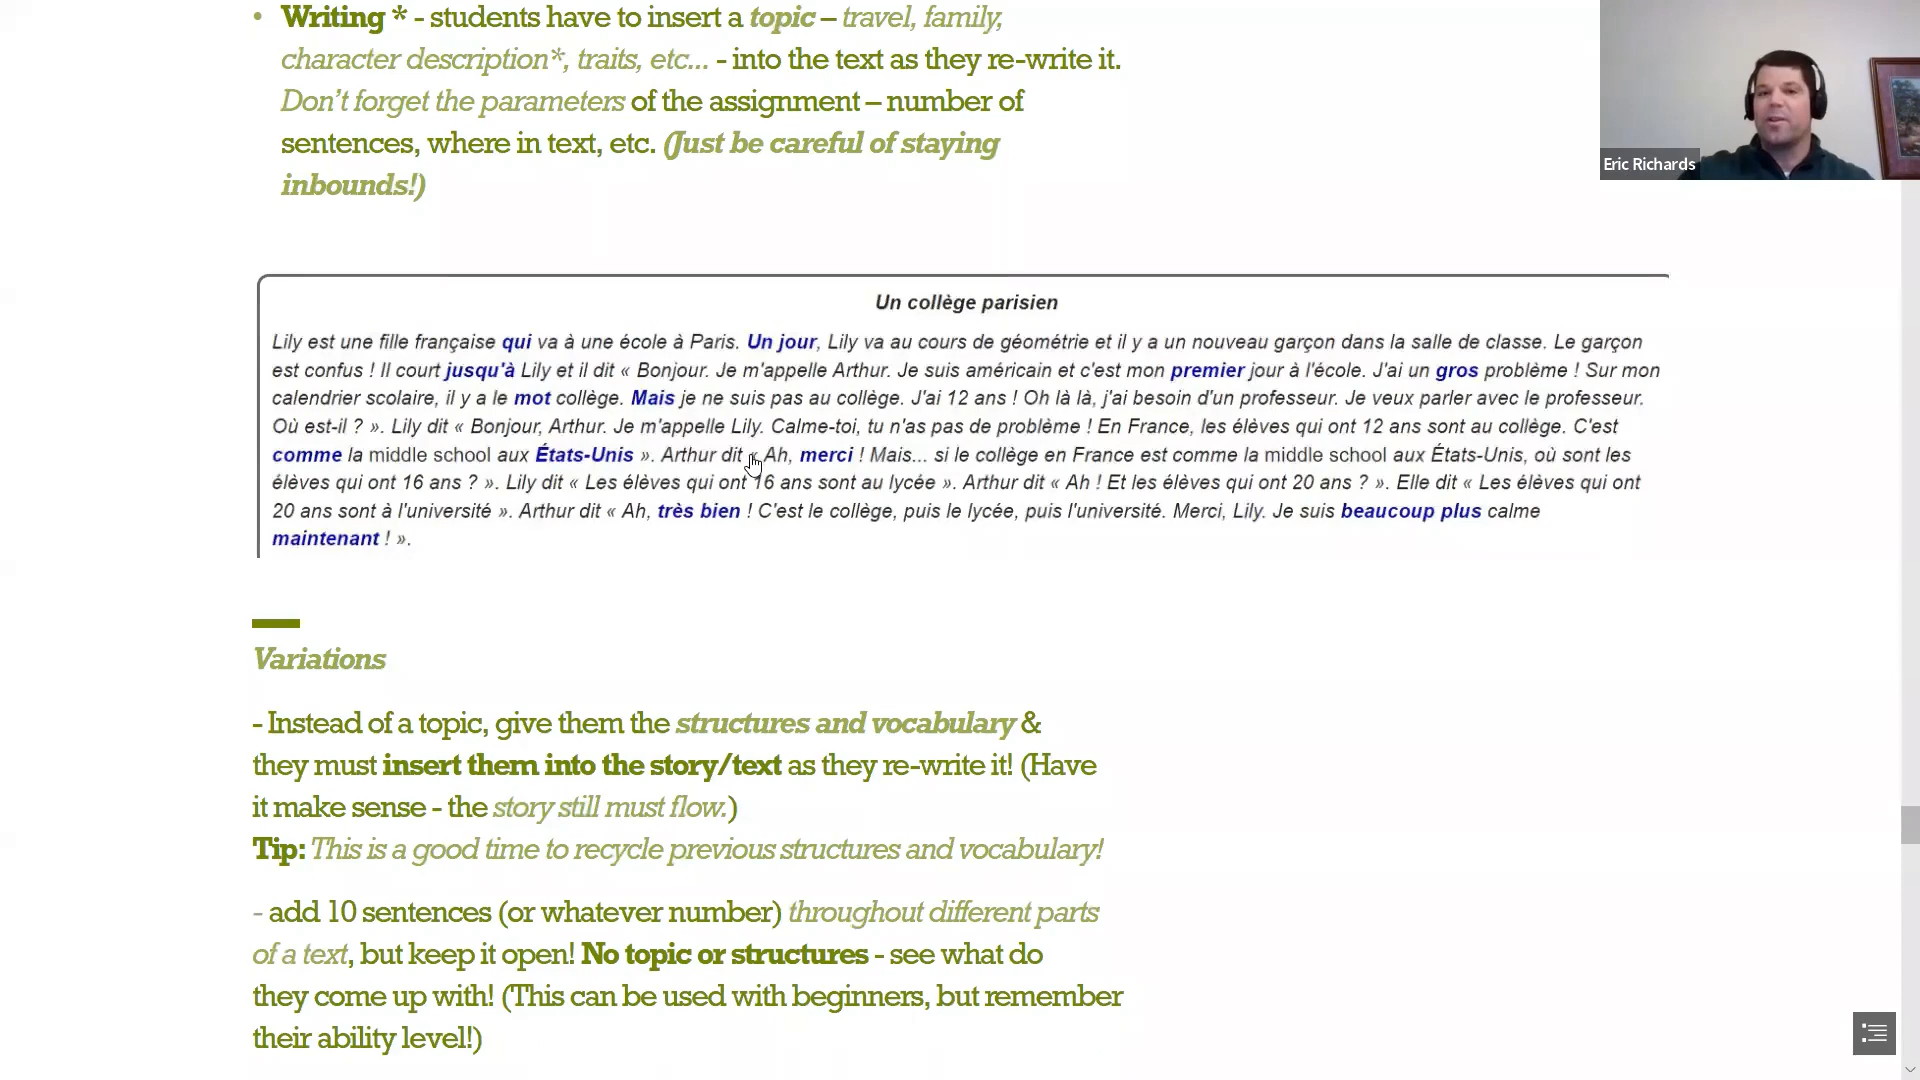 • Writing * - students have to insert a topic – travel, family,
character description*, traits, etc... - into the text as they re-write it.
Don't forget the parameters of the assignment – number of
sentences, where in text, etc. (Just be careful of staying
inbounds!)
Eric Richards
Un collège parisien
Lily est une fille française qui va à une école à Paris. Un jour, Lily va au cours de géométrie et il y a un nouveau garçon dans la salle de classe. Le garçon
est confus ! Il court jusqu'à Lily et il dit « Bonjour. Je m'appelle Arthur. Je suis américain et c'est mon premier jour à l'école. J'ai un gros problème ! Sur mon
calendrier scolaire, il y a le mot collège. Mais je ne suis pas au collège. J'ai 12 ans ! Oh là là, j'ai besoin d'un professeur. Je veux parler avec le professeur.
Où est-il ? ». Lily dit « Bonjour, Arthur. Je m'appelle Lily. Calme-toi, tu n'as pas de problème ! En France, les élèves qui ont 12 ans sont au collège. C'est
comme la middle school aux États-Unis ». Arthur dit « Ah, merci ! Mais... si le collège en France est comme la middle school aux États-Unis, où sont les
élèves qui ont 16 ans ? ». Lily dit « Les élèves qui ont 16 ans sont au lycée ». Arthur dit « Ah ! Et les élèves qui ont 20 ans ? ». Elle dit « Les élèves qui ont
20 ans sont à l'université ». Arthur dit « Ah, très bien ! C'est le collège, puis le lycée, puis l'université. Merci, Lily. Je suis beaucoup plus calme
maintenant ! ».
Variations
- Instead of a topic, give them the structures and vocabulary &
they must insert them into the story/text as they re-write it! (Have
it make sense - the story still must flow.)
Tip: This is a good time to recycle previous structures and vocabulary!
- add 10 sentences (or whatever number) throughout different parts
of a text, but keep it open! No topic or structures - see what do
they come up with! (This can be used with beginners, but remember
their ability level!)